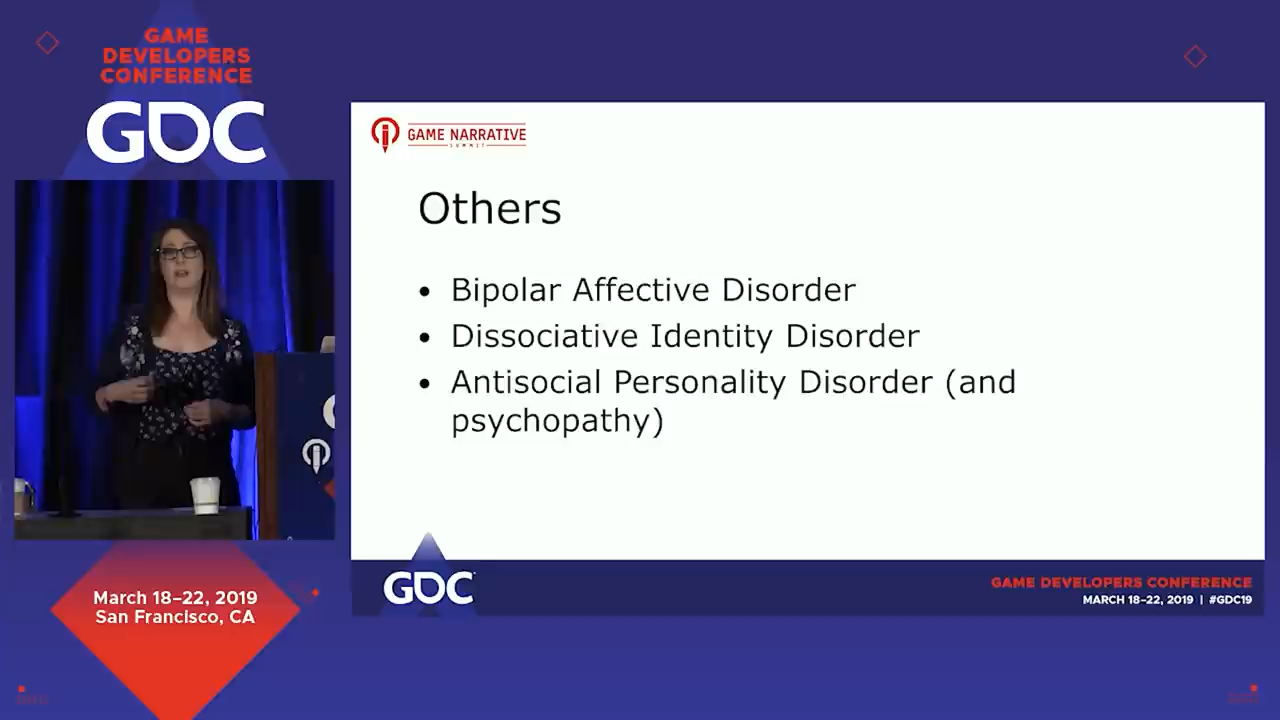 GAME
DEVELOPERS
CONFERENCE
GDC
March 18–22, 2019
San Francisco, CA
GAME NARRATIVE
SUMMIT
Others
• Bipolar Affective Disorder
• Dissociative Identity Disorder
• Antisocial Personality Disorder (and
psychopathy)
GDC
GAME DEVELOPERS CONFERENCE
MARCH 18–22, 2019 | #GDC19